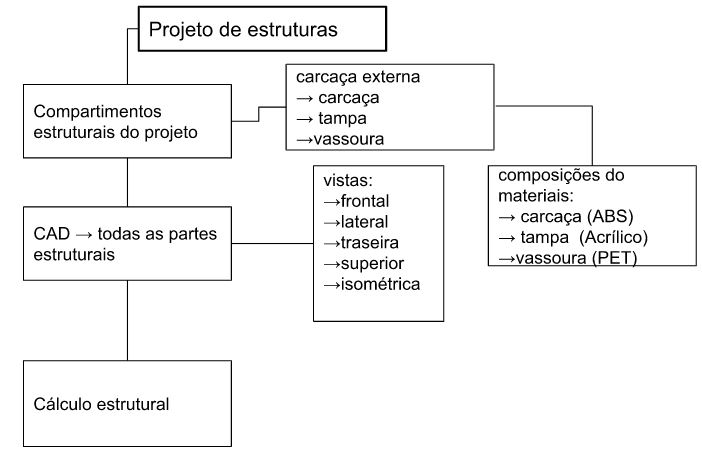 Projeto de estruturas
Compartimentos
estruturais do projeto
carcaça externa
→ carcaça
→ tampa
→vassoura
composições do
materiais:
→ carcaça (ABS)
→ tampa  (Acrílico)
→vassoura (PET)
CAD → todas as partes
estruturais
vistas:
→frontal
→lateral
→traseira
→superior
→isométrica
Cálculo estrutural